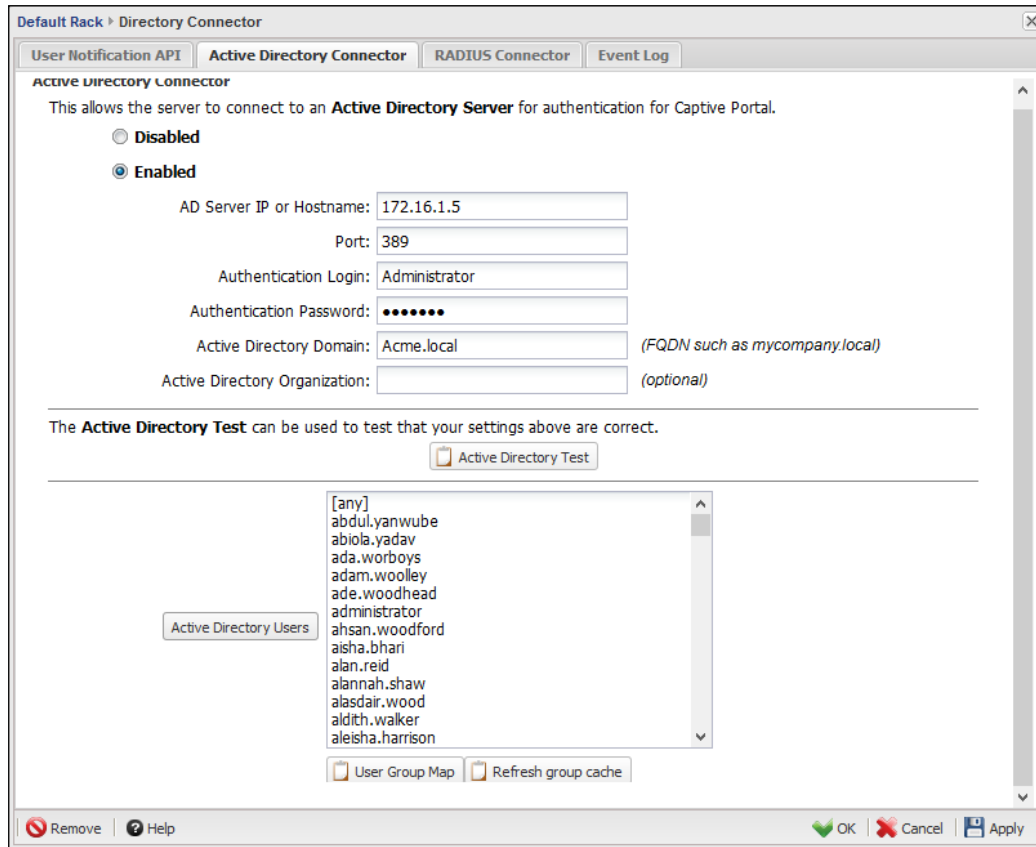 Default Rack ▸ Directory Connector
User Notification API
Active Directory Connector
RADIUS Connector
Event Log
Active Directory Connector
This allows the server to connect to an Active Directory Server for authentication for Captive Portal.
Disabled
Enabled
AD Server IP or Hostname: 172.16.1.5
Port: 389
Authentication Login: Administrator
Authentication Password: ●●●●●●●
Active Directory Domain: Acme.local (FQDN such as mycompany.local)
Active Directory Organization: (optional)
The Active Directory Test can be used to test that your settings above are correct.
Active Directory Test
Active Directory Users
[any]
abdul.yanwube
abiola.yadav
ada.worboys
adam.woolley
ade.woodhead
administrator
ahsan.woodford
aisha.bhari
alan.reid
alannah.shaw
alasdair.wood
aldith.walker
aleisha.harrison
User Group Map
Refresh group cache
Remove
Help
OK
Cancel
Apply